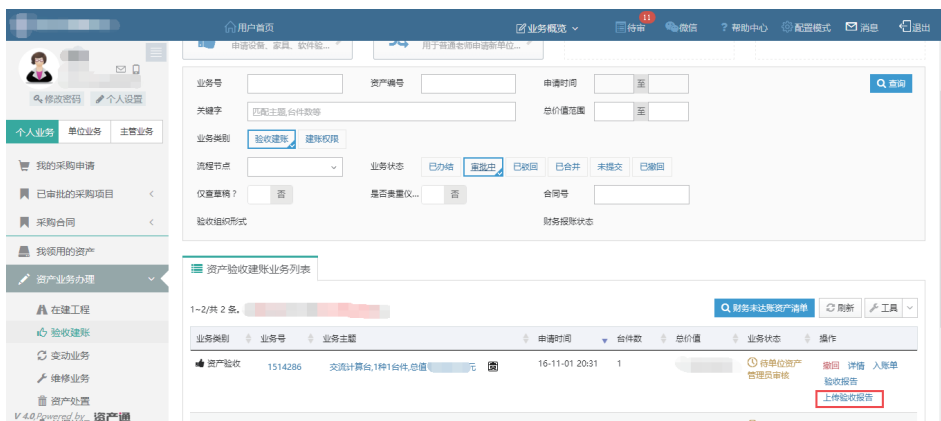 用户首页 业务概览 待审 11 微信 ? 帮助中心 配置模式 消息 退出
申请设备、家具、软件验... 用于普通老师申请新单位...
修改密码 个人设置
个人业务 单位业务 主管业务
我的采购申请
已审批的采购项目
采购合同
我领用的资产
资产业务办理
在建工程
验收建账
变动业务
维修业务
资产处置
V 4.0,Powered by 资产通
业务号 资产编号 申请时间 至 查询
关键字 匹配主题,台件数等 总价值范围 至
业务类别 验收建账 建账权限
流程节点 业务状态 已办结 审批中 已驳回 已合并 未提交 已撤回
仅查草稿? 否 是否贵重仪... 否 合同号
验收组织形式 财务报账状态
资产验收建账业务列表
1~2/共 2 条。 财务未达账资产清单 刷新 工具
业务类别 业务号 业务主题 申请时间 台件数 总价值 业务状态 操作
资产验收 1514286 交流计算台,1种1台件,总值 元 16-11-01 20:31 1 待单位资产 撤回 详情 入账单
管理员审核 验收报告
上传验收报告